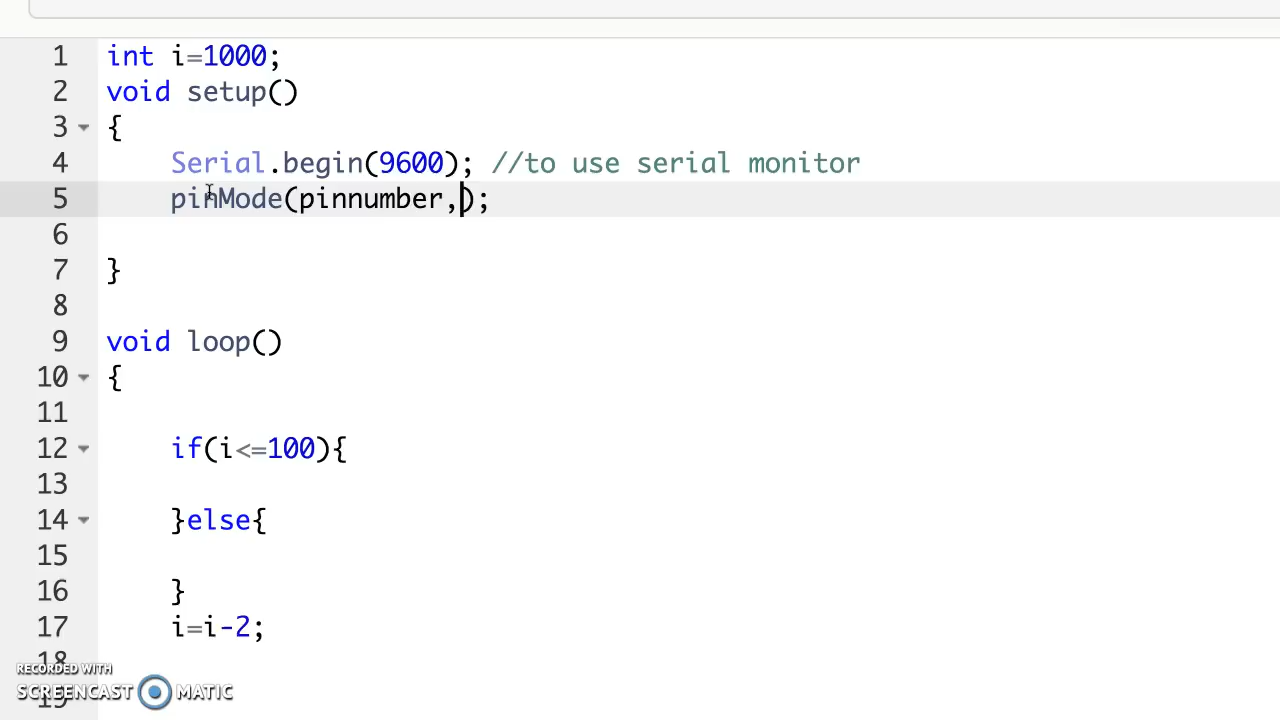 1 int i=1000;
2 void setup()
3 {
4 Serial.begin(9600); //to use serial monitor
5 pinMode(pinnumber,);
6
7 }
8
9 void loop()
10 {
11
12 if(i<=100){
13
14 }else{
15
16 }
17 i=i-2;
18
RECORDED WITH
SCREENCAST MATIC
19